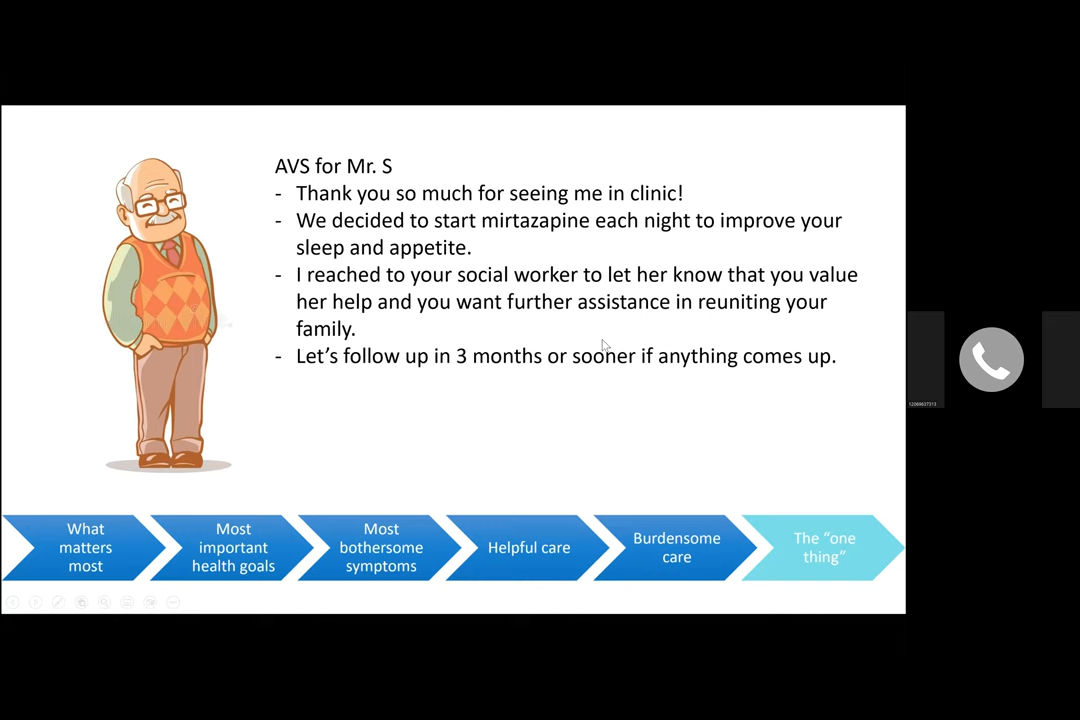 AVS for Mr. S
- Thank you so much for seeing me in clinic!
- We decided to start mirtazapine each night to improve your
sleep and appetite.
- I reached to your social worker to let her know that you value
her help and you want further assistance in reuniting your
family.
- Let's follow up in 3 months or sooner if anything comes up.
12069637313
What
matters
most
Most
important
health goals
Most
bothersome
symptoms
Helpful care
Burdensome
care
The "one
thing"